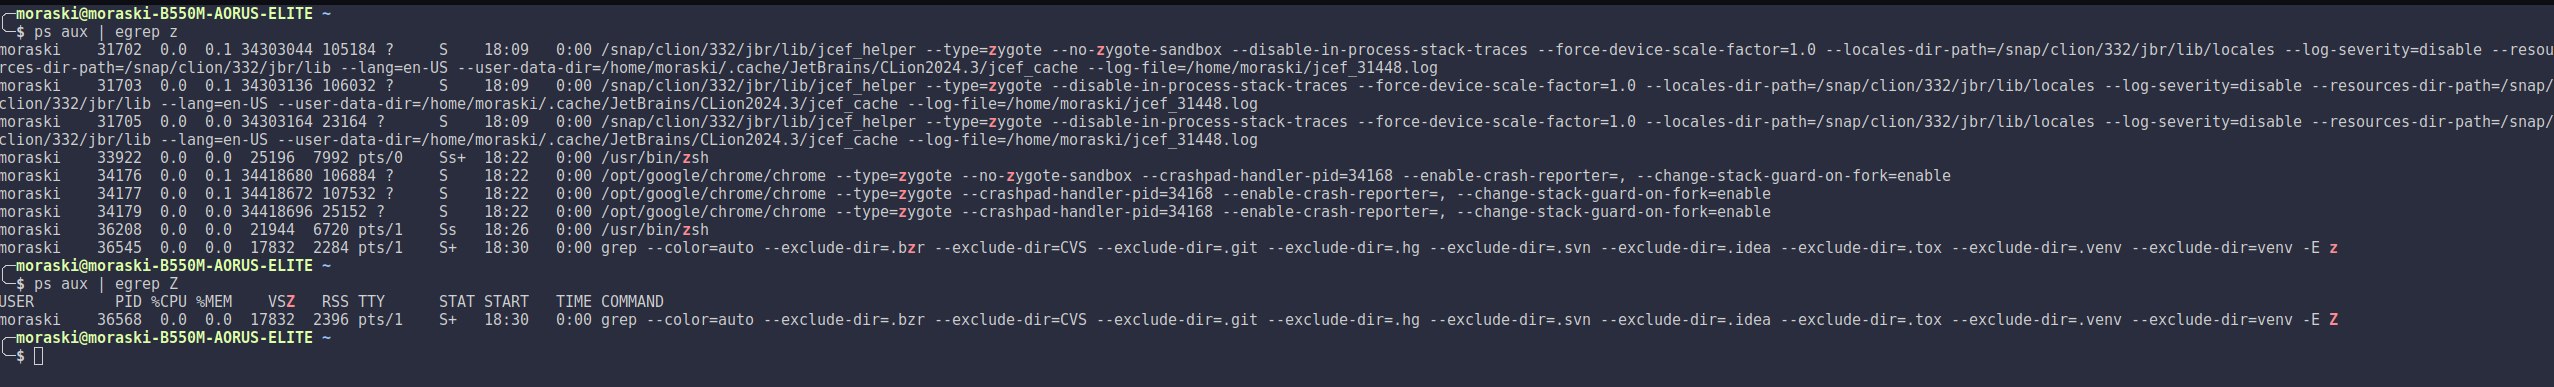 moraski@moraski-B550M-AORUS-ELITE ~
$ ps aux | egrep z
moraski    31702  0.0  0.1 34303044 105184 ?     S    18:09   0:00 /snap/clion/332/jbr/lib/jcef_helper --type=zygote --no-zygote-sandbox --disable-in-process-stack-traces --force-device-scale-factor=1.0 --locales-dir-path=/snap/clion/332/jbr/lib/locales --log-severity=disable --resou
rces-dir-path=/snap/clion/332/jbr/lib --lang=en-US --user-data-dir=/home/moraski/.cache/JetBrains/CLion2024.3/jcef_cache --log-file=/home/moraski/jcef_31448.log
moraski    31703  0.0  0.1 34303136 106032 ?     S    18:09   0:00 /snap/clion/332/jbr/lib/jcef_helper --type=zygote --disable-in-process-stack-traces --force-device-scale-factor=1.0 --locales-dir-path=/snap/clion/332/jbr/lib/locales --log-severity=disable --resources-dir-path=/snap/
clion/332/jbr/lib --lang=en-US --user-data-dir=/home/moraski/.cache/JetBrains/CLion2024.3/jcef_cache --log-file=/home/moraski/jcef_31448.log
moraski    31705  0.0  0.0 34303164 23164 ?      S    18:09   0:00 /snap/clion/332/jbr/lib/jcef_helper --type=zygote --disable-in-process-stack-traces --force-device-scale-factor=1.0 --locales-dir-path=/snap/clion/332/jbr/lib/locales --log-severity=disable --resources-dir-path=/snap/
clion/332/jbr/lib --lang=en-US --user-data-dir=/home/moraski/.cache/JetBrains/CLion2024.3/jcef_cache --log-file=/home/moraski/jcef_31448.log
moraski    33922  0.0  0.0  25196  7992 pts/0    Ss+  18:22   0:00 /usr/bin/zsh
moraski    34176  0.0  0.1 34418680 106884 ?     S    18:22   0:00 /opt/google/chrome/chrome --type=zygote --no-zygote-sandbox --crashpad-handler-pid=34168 --enable-crash-reporter=, --change-stack-guard-on-fork=enable
moraski    34177  0.0  0.1 34418672 107532 ?     S    18:22   0:00 /opt/google/chrome/chrome --type=zygote --crashpad-handler-pid=34168 --enable-crash-reporter=, --change-stack-guard-on-fork=enable
moraski    34179  0.0  0.0 34418696 25152 ?      S    18:22   0:00 /opt/google/chrome/chrome --type=zygote --crashpad-handler-pid=34168 --enable-crash-reporter=, --change-stack-guard-on-fork=enable
moraski    36208  0.0  0.0  21944  6720 pts/1    Ss   18:26   0:00 /usr/bin/zsh
moraski    36545  0.0  0.0  17832  2284 pts/1    S+   18:30   0:00 grep --color=auto --exclude-dir=.bzr --exclude-dir=CVS --exclude-dir=.git --exclude-dir=.hg --exclude-dir=.svn --exclude-dir=.idea --exclude-dir=.tox --exclude-dir=.venv --exclude-dir=venv -E z
moraski@moraski-B550M-AORUS-ELITE ~
$ ps aux | egrep Z
USER         PID %CPU %MEM    VSZ   RSS TTY      STAT START   TIME COMMAND
moraski    36568  0.0  0.0  17832  2396 pts/1    S+   18:30   0:00 grep --color=auto --exclude-dir=.bzr --exclude-dir=CVS --exclude-dir=.git --exclude-dir=.hg --exclude-dir=.svn --exclude-dir=.idea --exclude-dir=.tox --exclude-dir=.venv --exclude-dir=venv -E Z
moraski@moraski-B550M-AORUS-ELITE ~
$